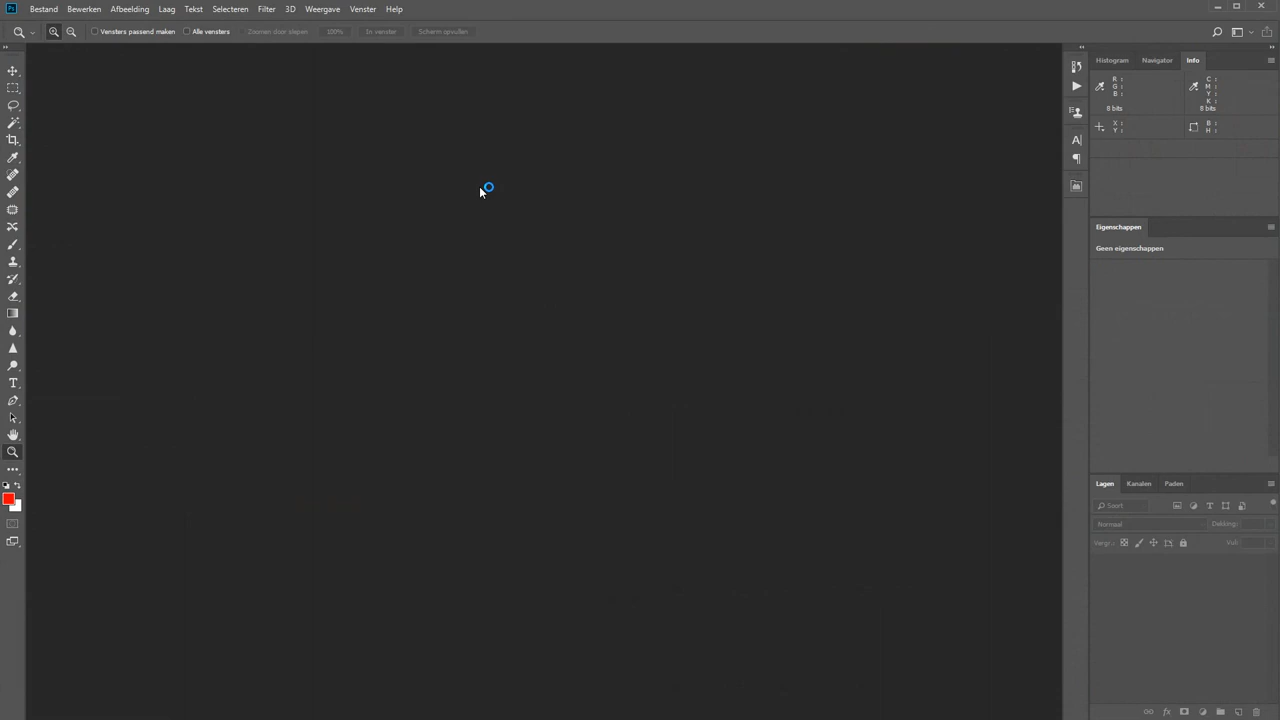 Ps Bestand Bewerken Afbeelding Laag Tekst Selecteren Filter 3D Weergave Venster Help
Vensters passend maken Alle vensters Zoomen door slepen 100% In venster Scherm opvullen
Histogram Navigator Info
R : C :
G : M :
B : Y :
K :
8 bits 8 bits
X : B :
Y : H :
Eigenschappen
Geen eigenschappen
Lagen Kanalen Paden
Soort
Normaal Dekking:
Vergr.: Vul: